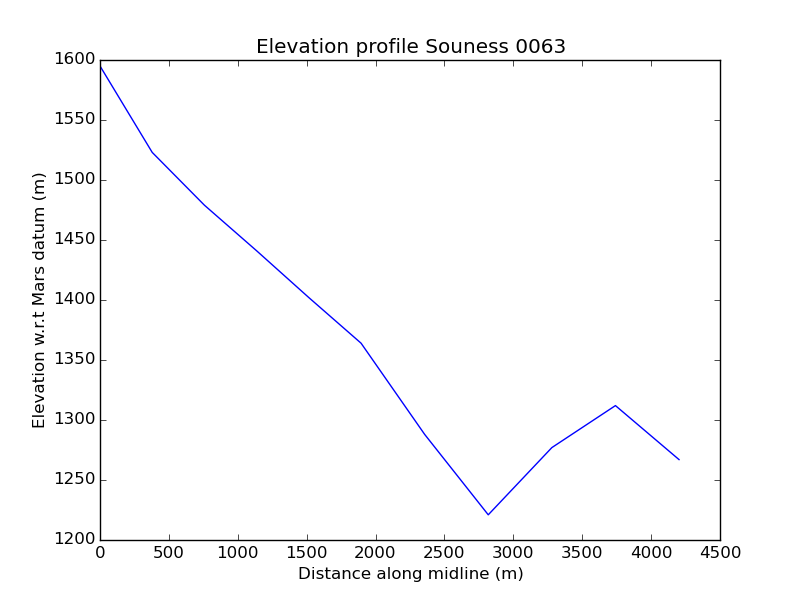 Elevation profile Souness 0063
1600
1550
1500
1450
1400
1350
1300
1250
1200
Elevation w.r.t Mars datum (m)
0 500 1000 1500 2000 2500 3000 3500 4000 4500
Distance along midline (m)